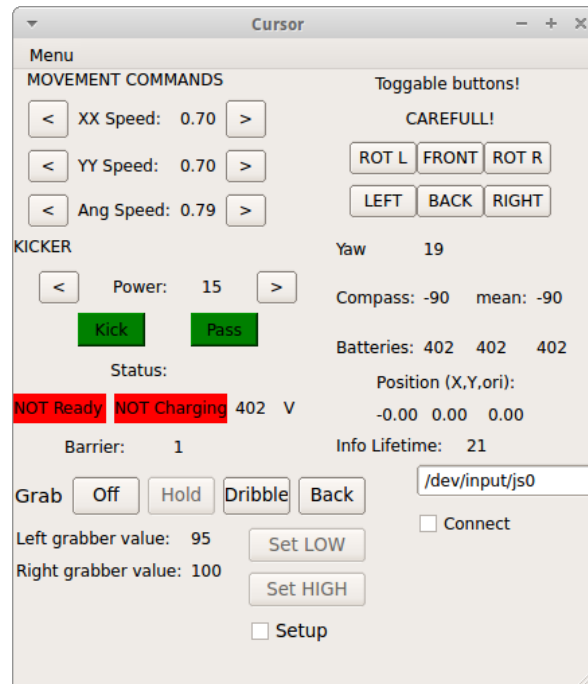 Cursor
Menu
MOVEMENT COMMANDS
< XX Speed: 0.70 >
< YY Speed: 0.70 >
< Ang Speed: 0.79 >
Toggable buttons!
CAREFULL!
ROT L FRONT ROT R
LEFT BACK RIGHT
KICKER
< Power: 15 >
Kick Pass
Status:
NOT Ready NOT Charging 402 V
Barrier: 1
Yaw 19
Compass: -90 mean: -90
Batteries: 402 402 402
Position (X,Y,ori):
-0.00 0.00 0.00
Info Lifetime: 21
Grab Off Hold Dribble Back
Left grabber value: 95
Right grabber value: 100
Set LOW
Set HIGH
Setup
/dev/input/js0
Connect